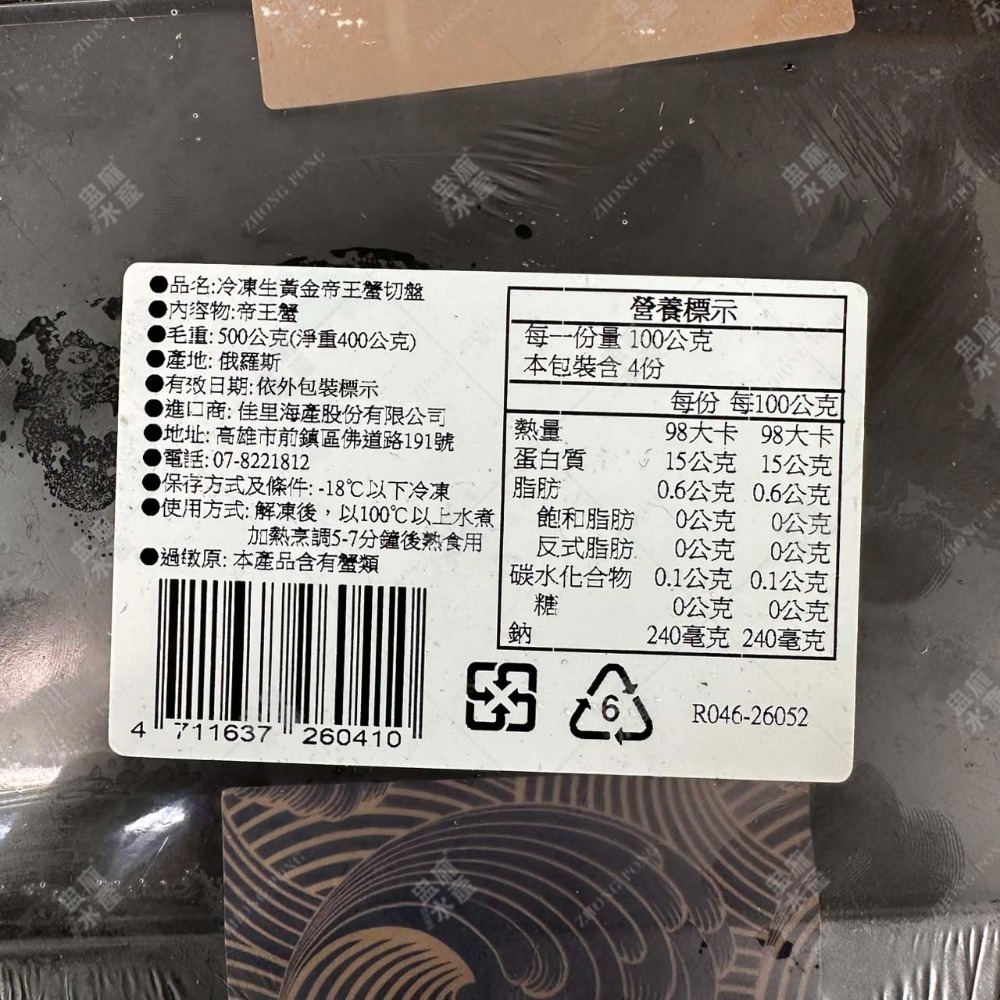 ●品名:冷凍生黃金帝王蟹切盤
●內容物:帝王蟹
●毛重: 500公克(淨重400公克)
●產地: 俄羅斯
●有效日期:依外包裝標示
●進口商: 佳里海產股份有限公司
●地址: 高雄市前鎮區佛道路191號
●電話: 07-8221812
●保存方式及條件: -18℃以下冷凍
●使用方式: 解凍後，以100℃以上水煮
加熱烹調5-7分鐘後熟食用
●過敏原: 本產品含有蟹類
4 711637 260410
營養標示
每一份量 100公克
本包裝含 4份
每份 每100公克
熱量 98大卡 98大卡
蛋白質 15公克 15公克
脂肪 0.6公克 0.6公克
飽和脂肪 0公克 0公克
反式脂肪 0公克 0公克
碳水化合物 0.1公克 0.1公克
糖 0公克 0公克
鈉 240毫克 240毫克
6
R046-26052
ZHONG PONG